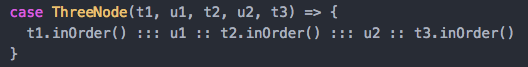 case ThreeNode(t1, u1, t2, u2, t3) => {
  t1.inOrder() ::: u1 :: t2.inOrder() ::: u2 :: t3.inOrder()
}